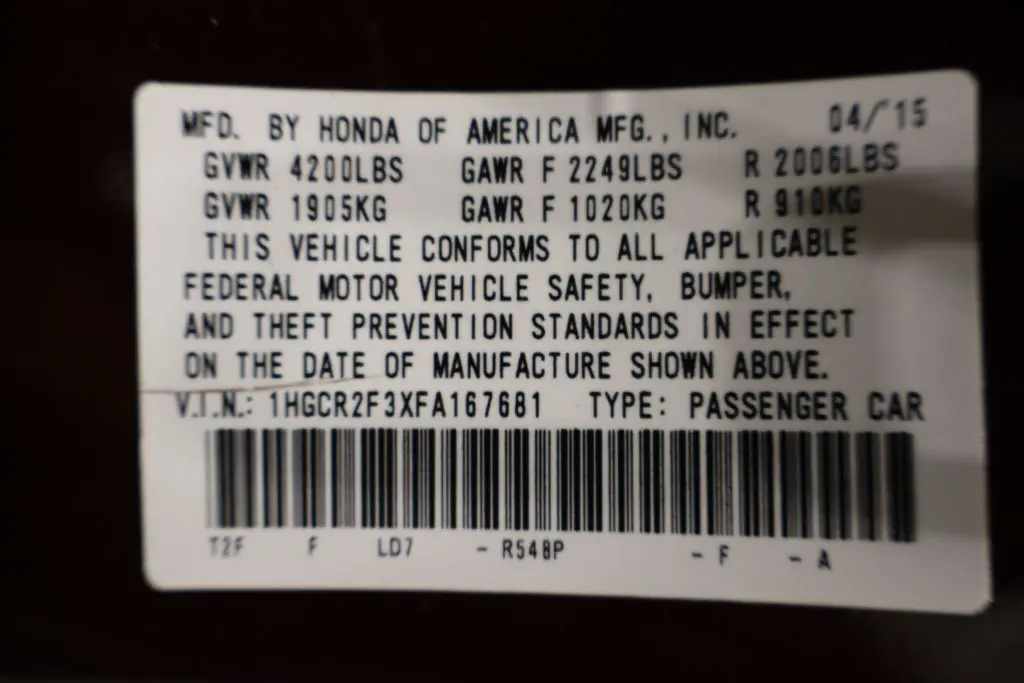 MFD. BY HONDA OF AMERICA MFG., INC. 04/15
GVWR 4200LBS GAWR F 2249LBS R 2006LBS
GVWR 1905KG GAWR F 1020KG R 910KG
THIS VEHICLE CONFORMS TO ALL APPLICABLE
FEDERAL MOTOR VEHICLE SAFETY, BUMPER,
AND THEFT PREVENTION STANDARDS IN EFFECT
ON THE DATE OF MANUFACTURE SHOWN ABOVE.
V.I.N.: 1HGCR2F3XFA167681 TYPE: PASSENGER CAR
T2F F LD7 - R548P - F - A